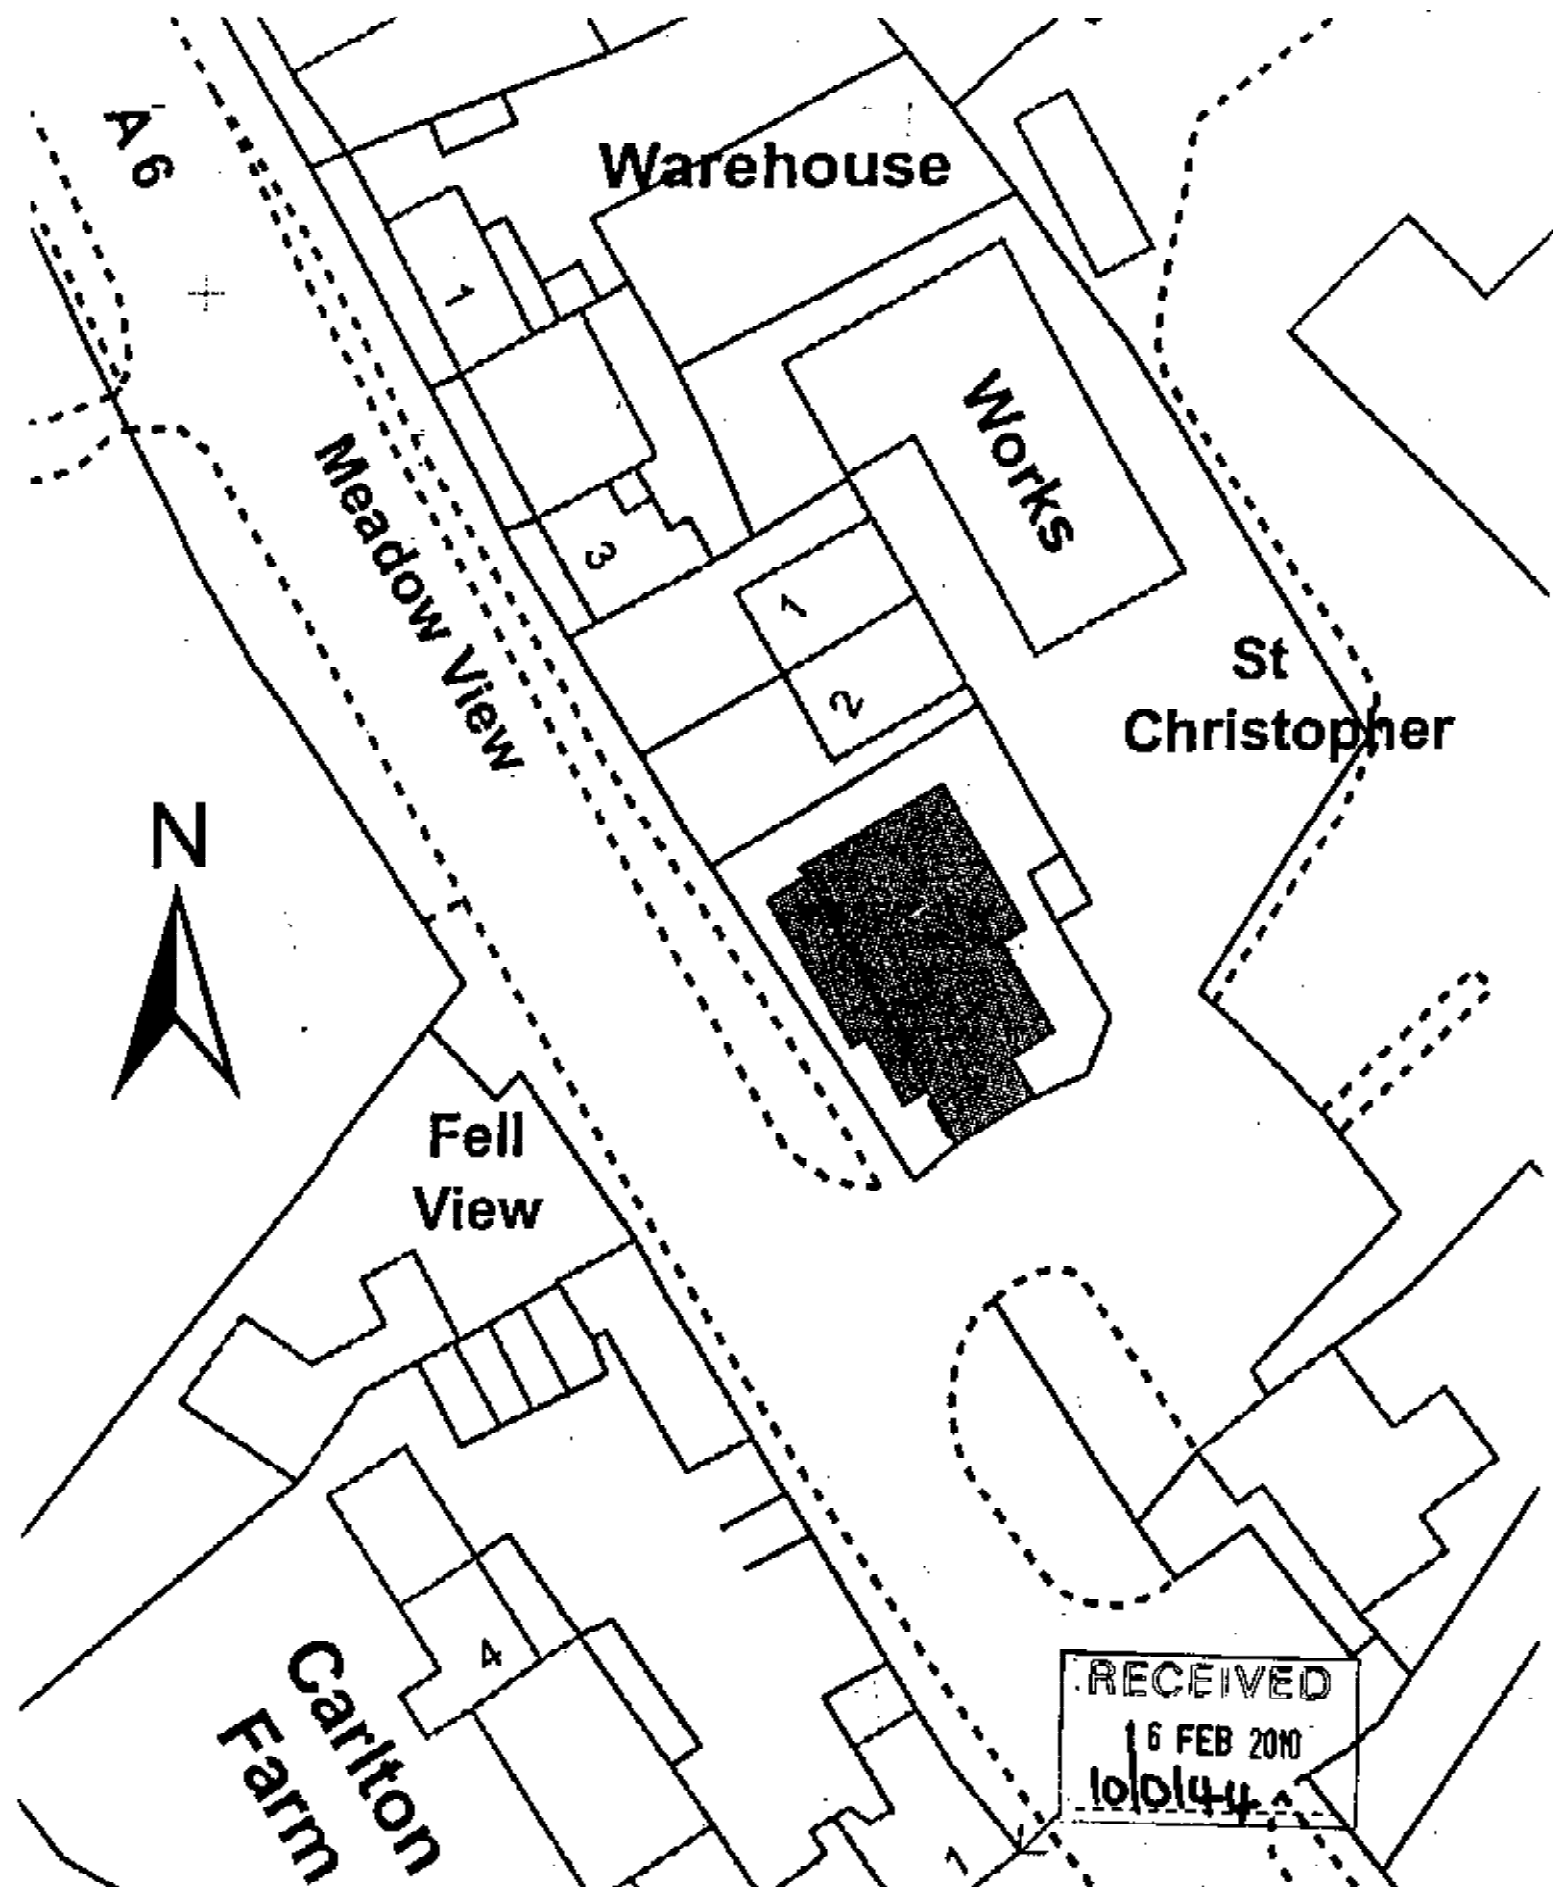 A 6
Warehouse
1
Works
Meadow View
3
1
2
St
Christopher
N
Fell
View
4
Carlton
Farm
1
RECEIVED
16 FEB 2010
10/0144